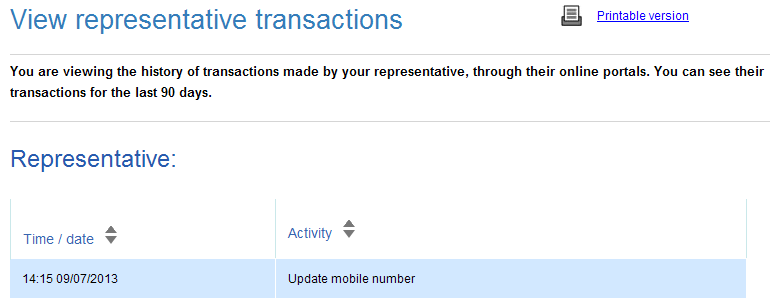 View representative transactions
Printable version
You are viewing the history of transactions made by your representative, through their online portals. You can see their
transactions for the last 90 days.
Representative:
Time / date
Activity
14:15 09/07/2013
Update mobile number